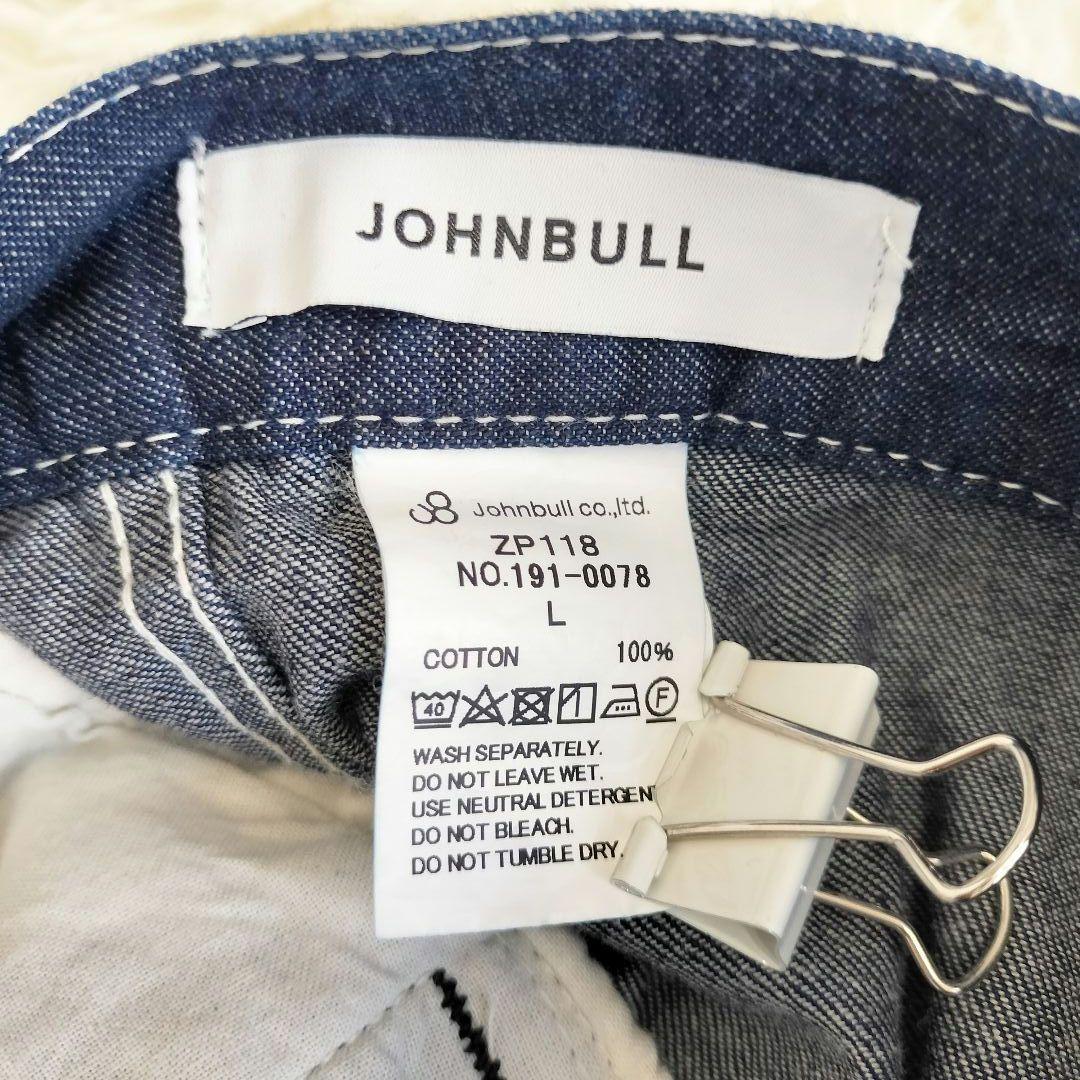 JOHNBULL
Johnbull co.,ltd.
ZP118
NO.191-0078
L
COTTON 100%
40 F
WASH SEPARATELY.
DO NOT LEAVE WET.
USE NEUTRAL DETERGEN
DO NOT BLEACH.
DO NOT TUMBLE DRY.